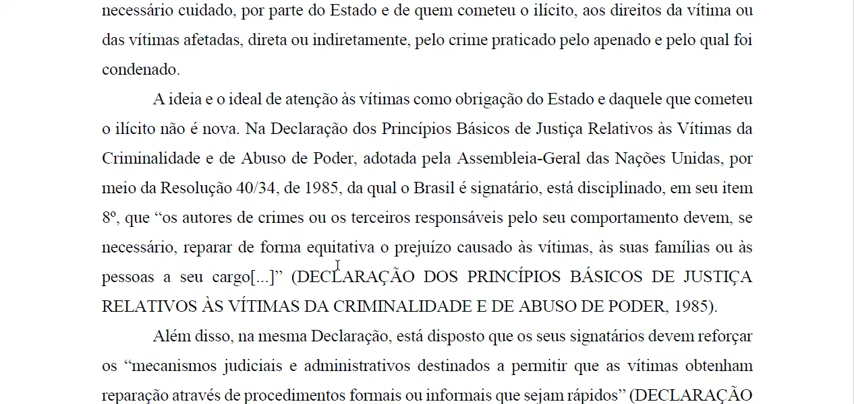 necessário cuidado, por parte do Estado e de quem cometeu o ilícito, aos direitos da vítima ou
das vítimas afetadas, direta ou indiretamente, pelo crime praticado pelo apenado e pelo qual foi
condenado.
A ideia e o ideal de atenção às vítimas como obrigação do Estado e daquele que cometeu
o ilícito não é nova. Na Declaração dos Princípios Básicos de Justiça Relativos às Vítimas da
Criminalidade e de Abuso de Poder, adotada pela Assembleia-Geral das Nações Unidas, por
meio da Resolução 40/34, de 1985, da qual o Brasil é signatário, está disciplinado, em seu item
8º, que “os autores de crimes ou os terceiros responsáveis pelo seu comportamento devem, se
necessário, reparar de forma equitativa o prejuízo causado às vítimas, às suas famílias ou às
pessoas a seu cargo[...]” (DECLARAÇÃO DOS PRINCÍPIOS BÁSICOS DE JUSTIÇA
RELATIVOS ÀS VÍTIMAS DA CRIMINALIDADE E DE ABUSO DE PODER, 1985).
Além disso, na mesma Declaração, está disposto que os seus signatários devem reforçar
os “mecanismos judiciais e administrativos destinados a permitir que as vítimas obtenham
reparação através de procedimentos formais ou informais que sejam rápidos” (DECLARAÇÃO